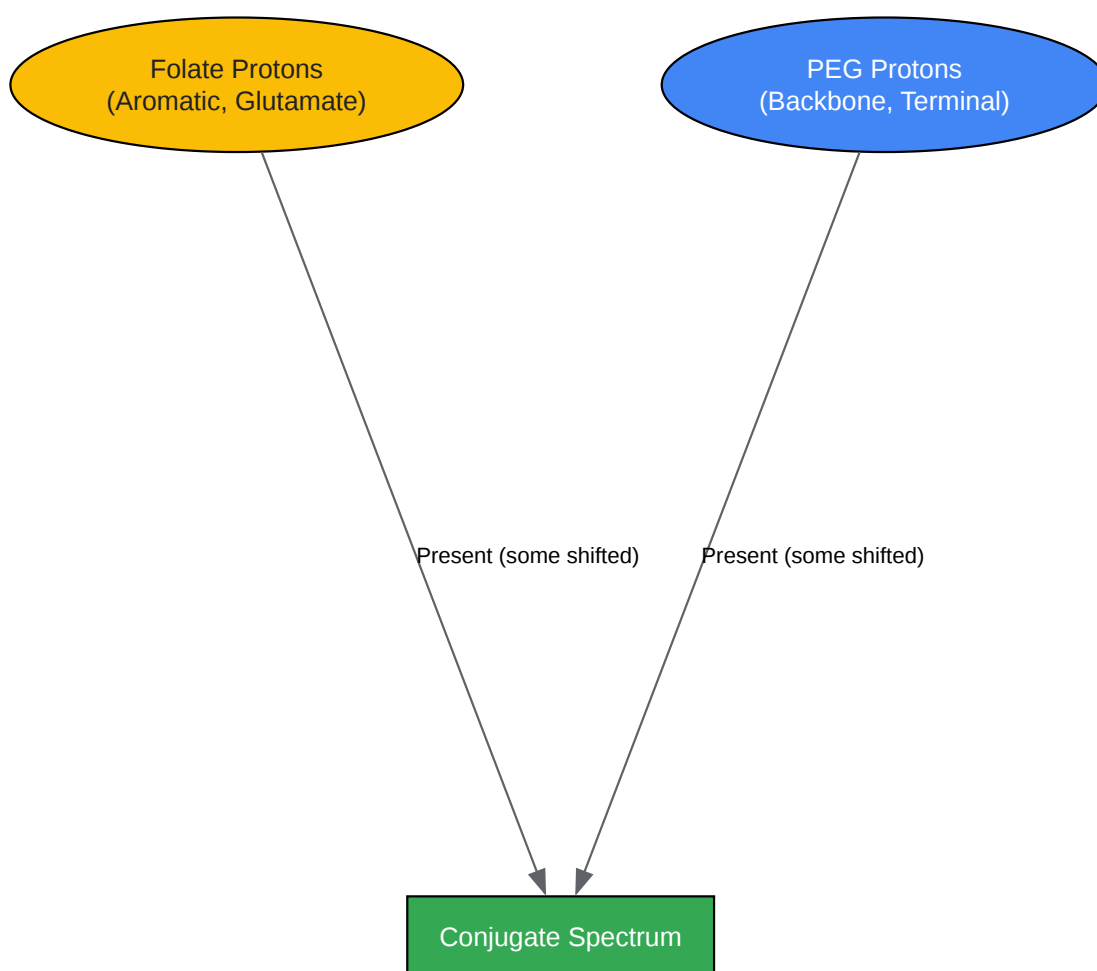 Folate Protons
(Aromatic, Glutamate)
PEG Protons
(Backbone, Terminal)
Present (some shifted)
Present (some shifted)
Conjugate Spectrum